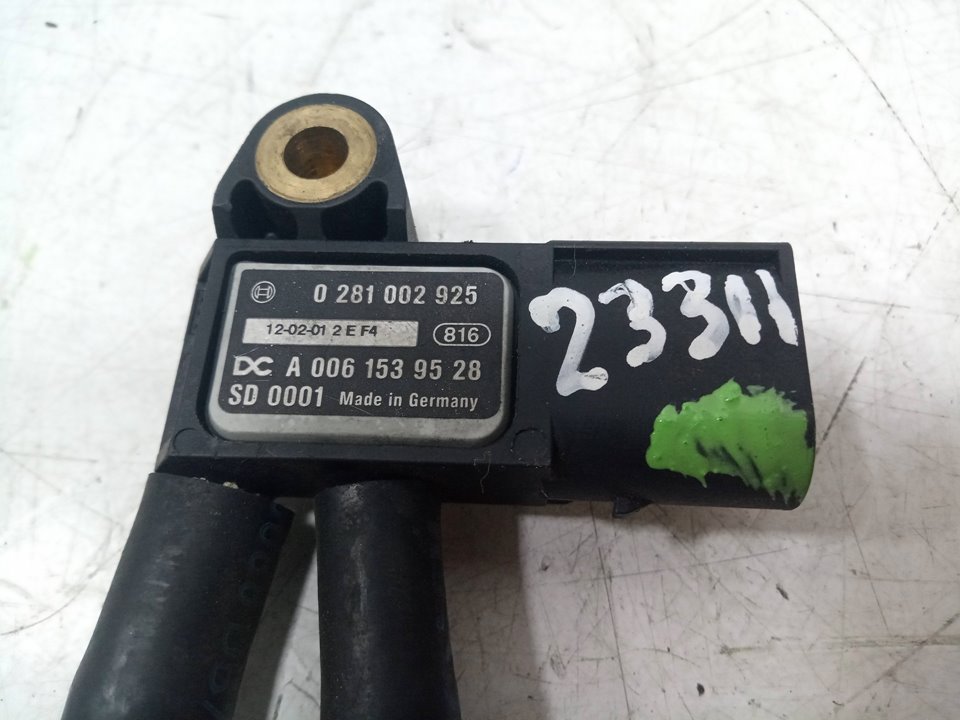 0 281 002 925
12-02-01 2 E F4
816
DC A 006 153 95 28
SD 0001 Made in Germany
23311